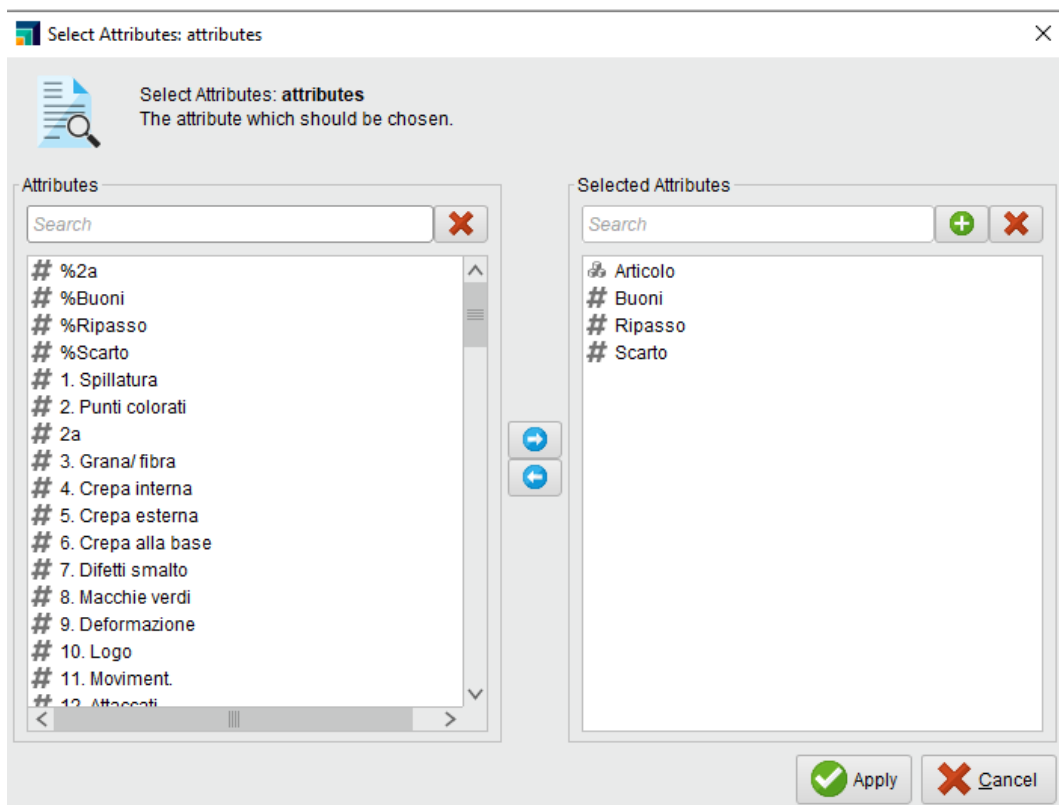 Select Attributes: attributes
Select Attributes: attributes
The attribute which should be chosen.
Attributes
Search
%2a
%Buoni
%Ripasso
%Scarto
1. Spillatura
2. Punti colorati
2a
3. Grana/ fibra
4. Crepa interna
5. Crepa esterna
6. Crepa alla base
7. Difetti smalto
8. Macchie verdi
9. Deformazione
10. Logo
11. Moviment.
12. Attaccati
Selected Attributes
Search
Articolo
Buoni
Ripasso
Scarto
Apply
Cancel